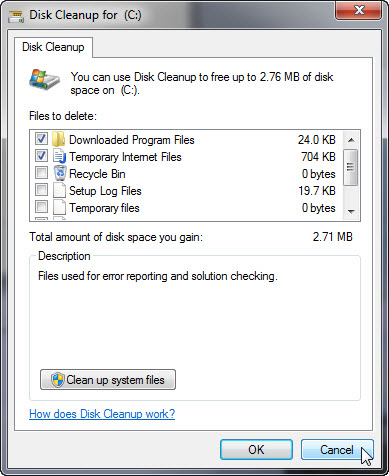 Disk Cleanup for (C:)
Disk Cleanup
You can use Disk Cleanup to free up to 2.76 MB of disk
space on (C:).
Files to delete:
Downloaded Program Files 24.0 KB
Temporary Internet Files 704 KB
Recycle Bin 0 bytes
Setup Log Files 19.7 KB
Temporary files 0 bytes
Total amount of disk space you gain: 2.71 MB
Description
Files used for error reporting and solution checking.
Clean up system files
How does Disk Cleanup work?
OK Cancel